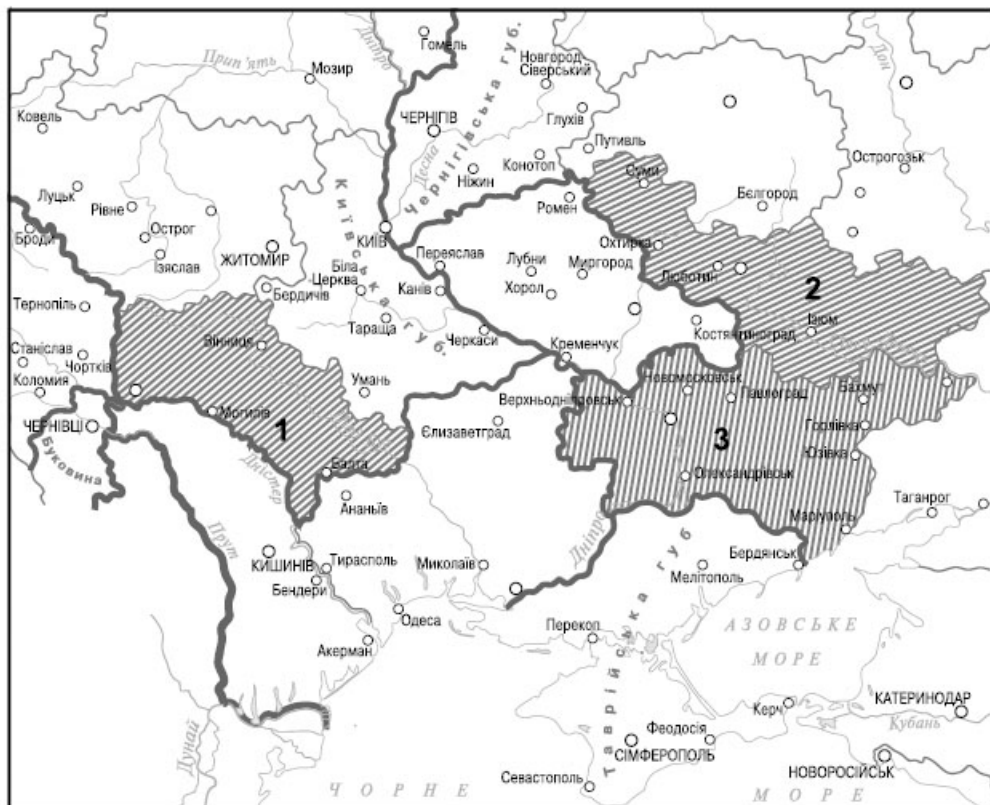 Гомель
Дніпро
Чернігівська губ.
Новгород
Сіверський
Дон
Прип'ять
Мозир
Ковель
ЧЕРНІГІВ
Глухів
Путивль
Десна
Конотоп
Острогозьк
Ніжин
Луцьк
Рівне
Суми
Бєлгород
Київська губ.
Ромен
Острог
Броди
КИЇВ
Ізяслав
ЖИТОМИР
Охтирка
Переяслав
Лубни
Миргород
Люботин
Біла
Церква
Бердичів
Канів
Хорол
2
Тернопіль
Тараща
Черкаси
Костянтиноград
Ізюм
Вінниця
Станіслав
Чортків
Кременчук
Коломия
Умань
Новомосковськ
Бахмут
Верхньодніпровськ
Павлоград
Могилів
ЧЕРНІВЦІ
1
Єлизаветград
3
Горлівка
Буковина
Юзівка
Балта
Олександрівськ
Дністер
Ананьїв
Таганрог
Маріуполь
Дніпро
Прут
КИШИНІВ
Тирасполь
Миколаїв
Бердянськ
Мелітополь
Бендери
Таврійська губ.
Одеса
Перекоп
АЗОВСЬКЕ
МОРЕ
Акерман
Керч
КАТЕРИНОДАР
Кубань
Дунай
Феодосія
СІМФЕРОПОЛЬ
НОВОРОСІЙСЬК
Севастополь
ЧОРНЕ
МОРЕ